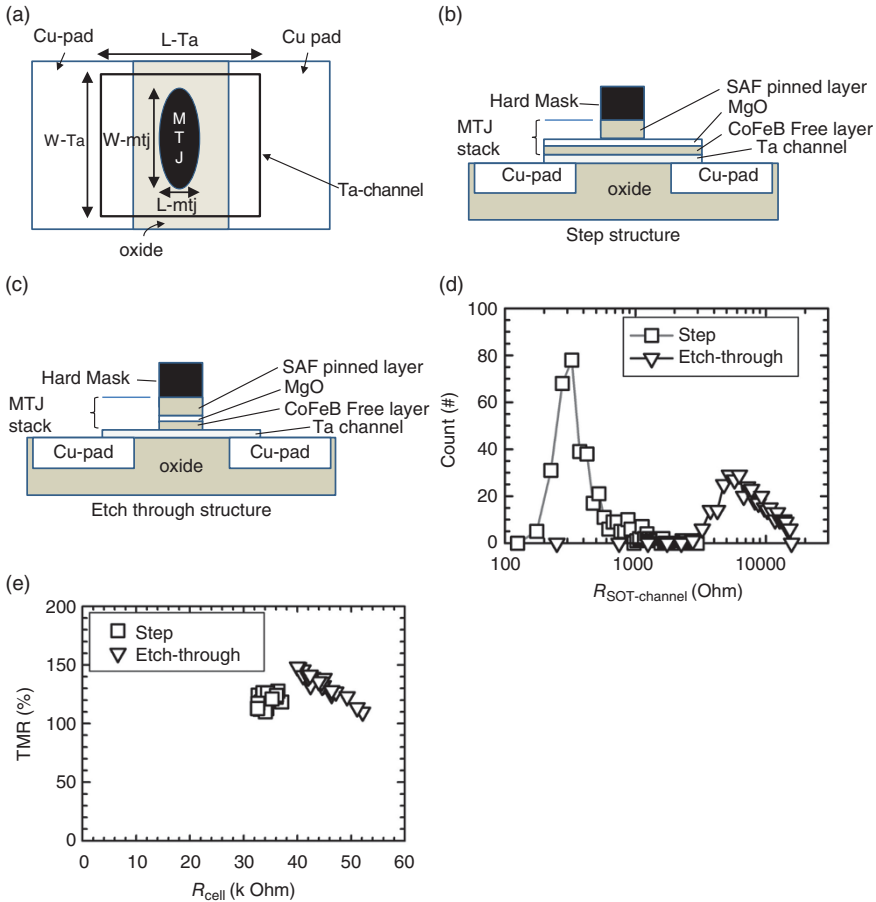 (a)
Cu-pad
L-Ta
Cu pad
W-Ta
W-mtj
M
T
J
L-mtj
Ta-channel
oxide
(b)
Hard Mask
SAF pinned layer
MgO
MTJ
stack
CoFeB Free layer
Ta channel
Cu-pad
Cu-pad
oxide
Step structure
(c)
Hard Mask
SAF pinned layer
MgO
MTJ
stack
CoFeB Free layer
Ta channel
Cu-pad
oxide
Cu-pad
Etch through structure
(d)
100
80
60
40
20
0
Count (#)
Step
Etch-through
100
1000
10000
RSOT-channel (Ohm)
(e)
200
150
100
50
0
TMR (%)
Step
Etch-through
0
10
20
30
40
50
60
Rcell (k Ohm)